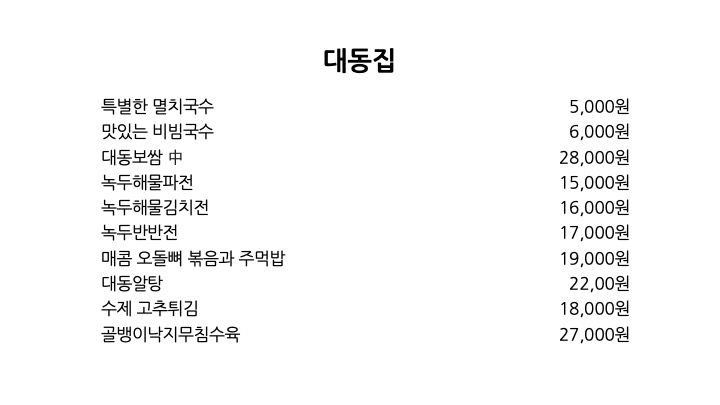 대동집
특별한 멸치국수 5,000원
맛있는 비빔국수 6,000원
대동보쌈 中 28,000원
녹두해물파전 15,000원
녹두해물김치전 16,000원
녹두반반전 17,000원
매콤 오돌뼈 볶음과 주먹밥 19,000원
대동알탕 22,00원
수제 고추튀김 18,000원
골뱅이낙지무침수육 27,000원